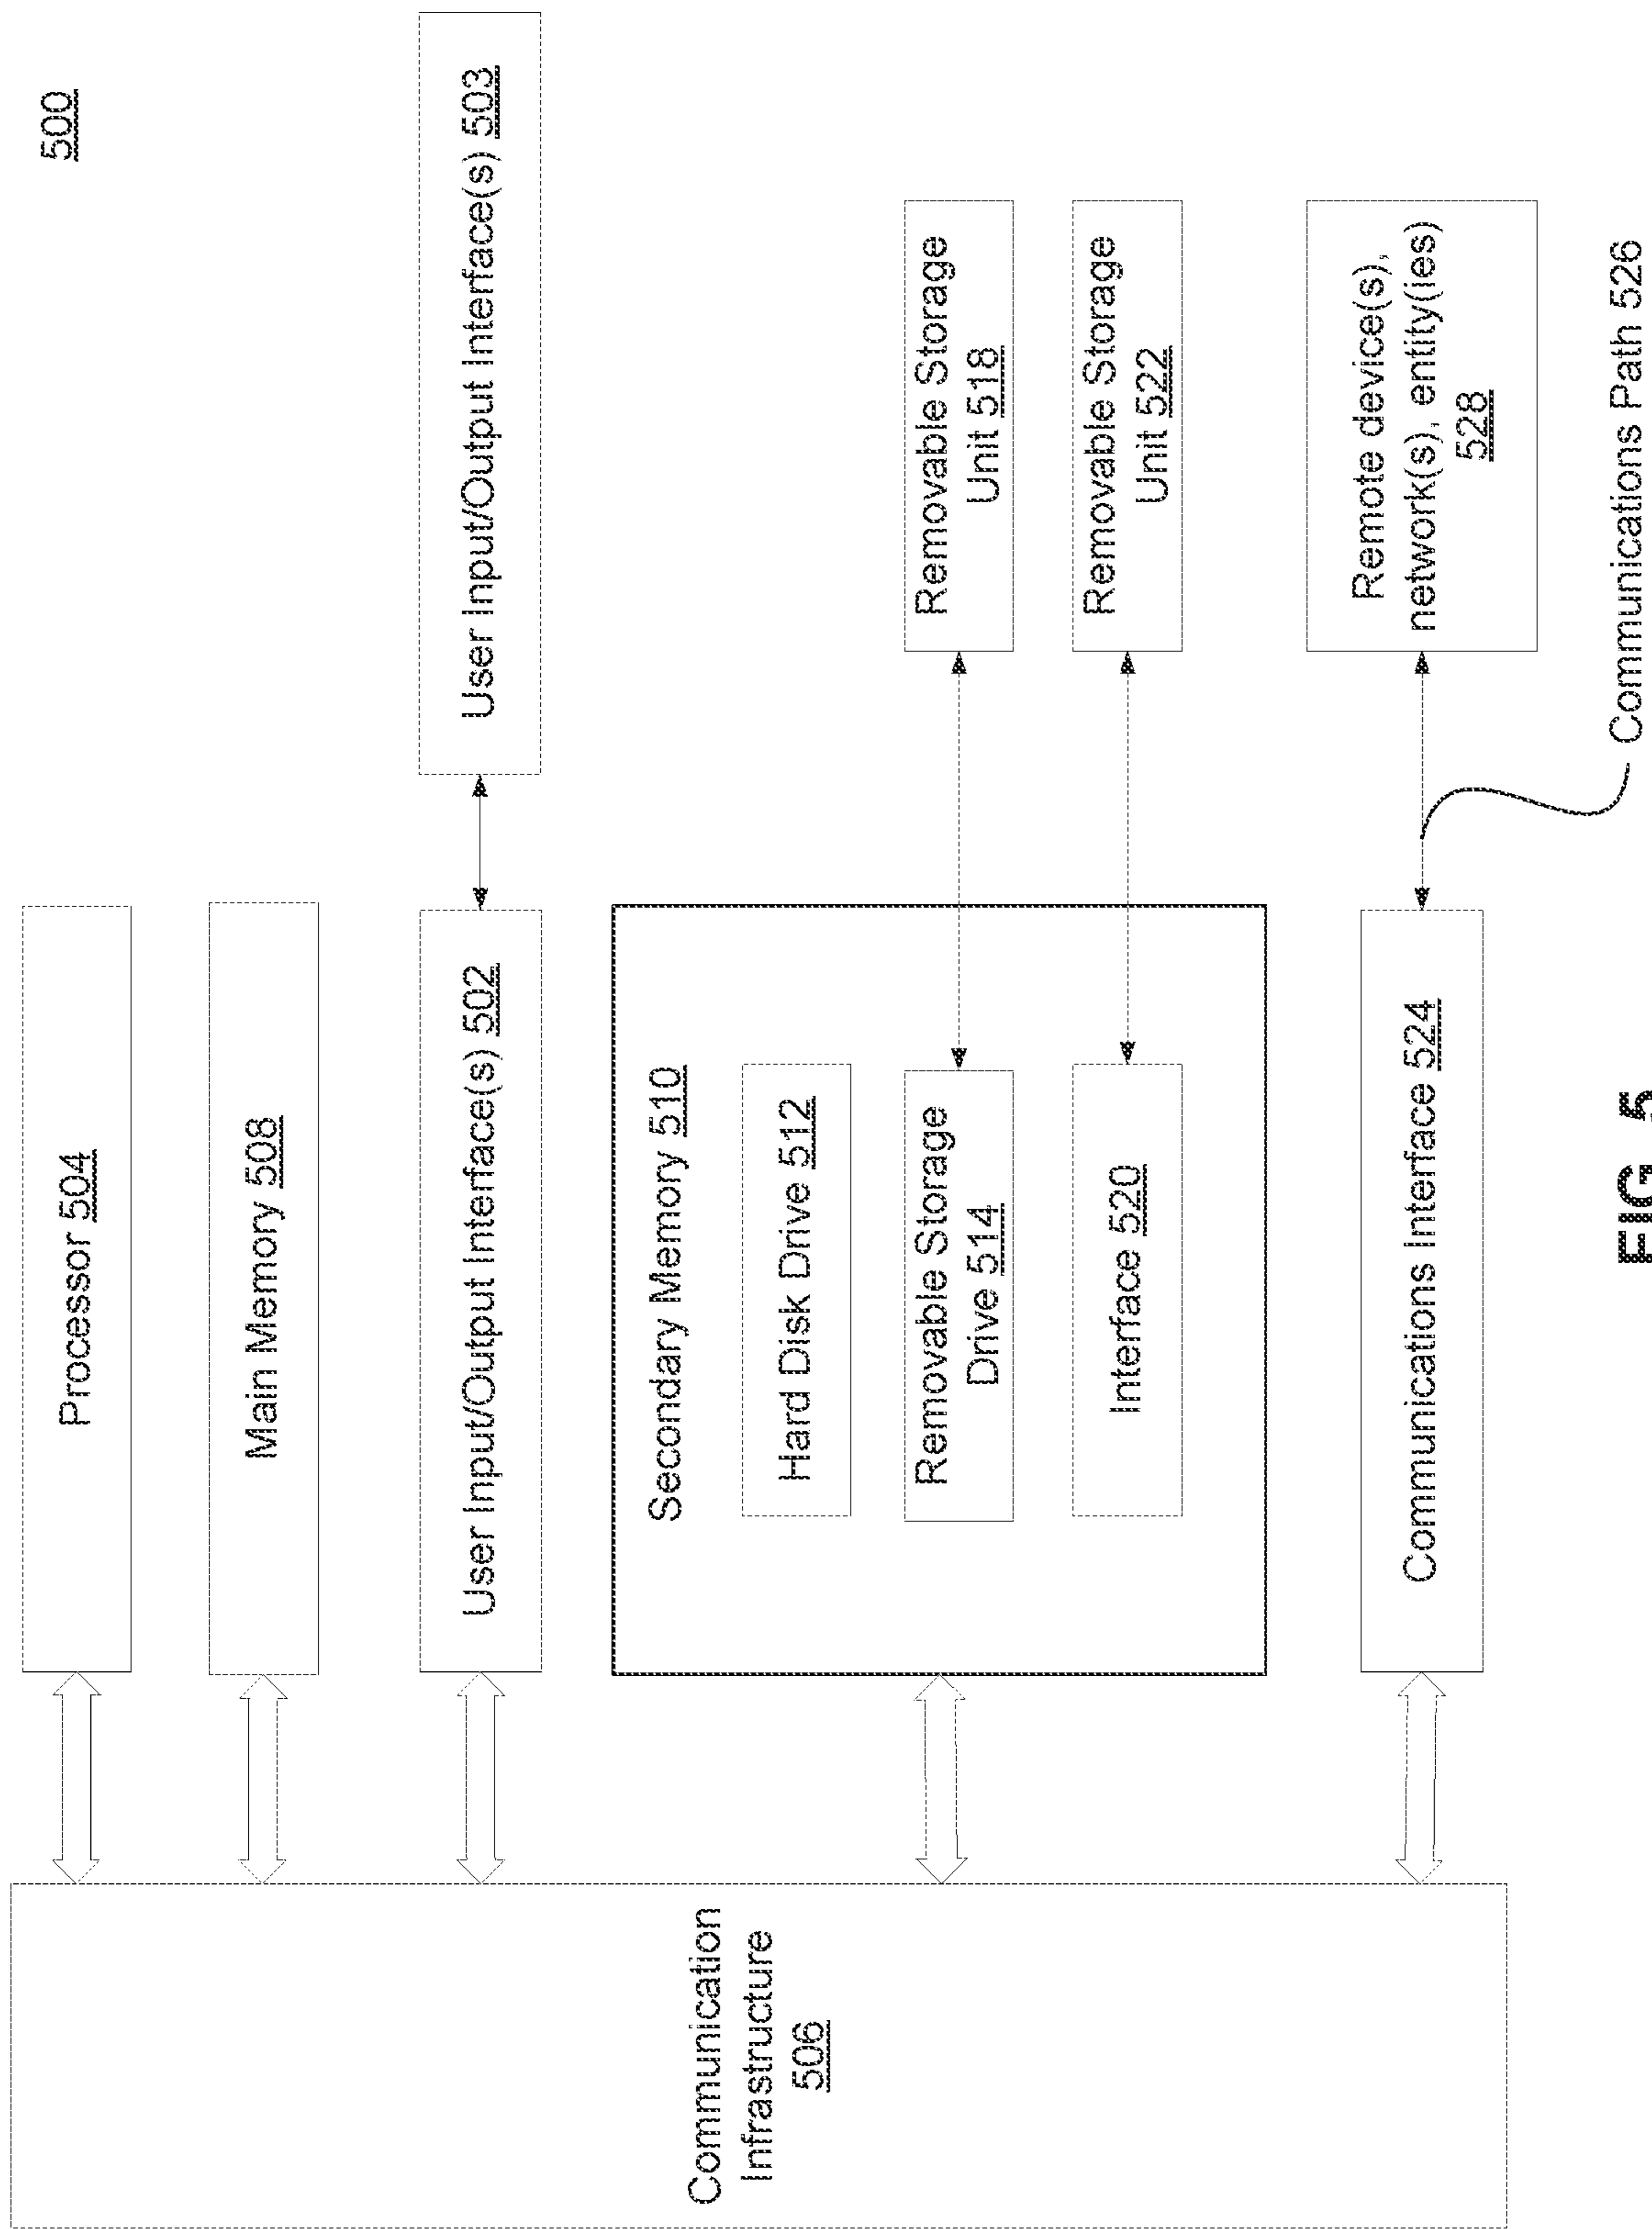 500
Processor 504
Main Memory 508
User Input/Output Interface(s) 502
User Input/Output Interface(s) 503
Communication
Infrastructure
506
Secondary Memory 510
Hard Disk Drive 512
Removable Storage
Drive 514
Removable Storage
Unit 518
Interface 520
Removable Storage
Unit 522
Communications Interface 524
Remote device(s),
network(s), entity(ies)
528
Communications Path 526
FIG. 5